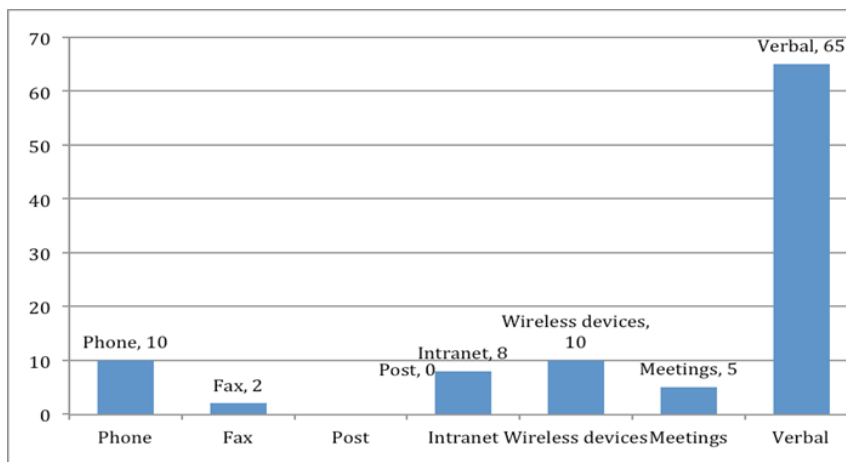 70
60
50
40
30
20
10
0
Verbal, 65
Wireless devices,
10
Phone, 10
Intranet, 8
Post, 0
Meetings, 5
Fax, 2
Phone
Fax
Post
Intranet
Wireless devices
Meetings
Verbal